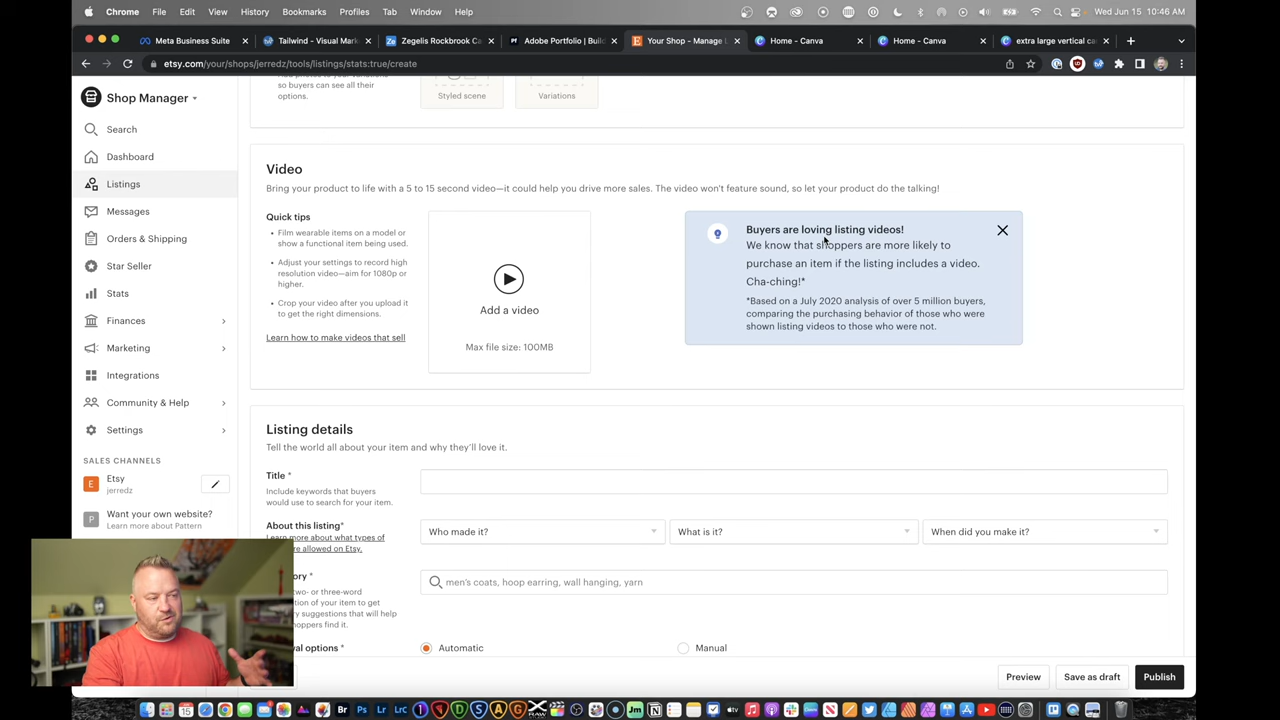 Chrome File Edit View History Bookmarks Profiles Tab Window Help
Wed Jun 15 10:46 AM
Meta Business Suite
Tailwind - Visual Mark
Zegelis Rockbrook Ca
Adobe Portfolio | Buil
Your Shop - Manage L
Home - Canva
Home - Canva
extra large vertical ca
etsy.com/your/shops/jerredz/tools/listings/stats:true/create
Shop Manager
Search
Dashboard
Listings
Messages
Orders & Shipping
Star Seller
Stats
Finances
Marketing
Integrations
Community & Help
Settings
SALES CHANNELS
E
Etsy
jerredz
P
Want your own website?
Learn more about Pattern
so buyers can see all their
options.
Styled scene
Variations
Video
Bring your product to life with a 5 to 15 second video—it could help you drive more sales. The video won't feature sound, so let your product do the talking!
Quick tips
• Film wearable items on a model or
show a functional item being used.
• Adjust your settings to record high
resolution video—aim for 1080p or
higher.
• Crop your video after you upload it
to get the right dimensions.
Learn how to make videos that sell
Add a video
Max file size: 100MB
Buyers are loving listing videos!
We know that shoppers are more likely to
purchase an item if the listing includes a video.
Cha-ching!*
*Based on a July 2020 analysis of over 5 million buyers,
comparing the purchasing behavior of those who were
shown listing videos to those who were not.
Listing details
Tell the world all about your item and why they'll love it.
Title *
Include keywords that buyers
would use to search for your item.
About this listing*
Learn more about what types of
allowed on Etsy.
Who made it?
What is it?
When did you make it?
two- or three-word
of your item to get
suggestions that will help
find it.
men's coats, hoop earring, wall hanging, yarn
options *
Automatic
Manual
Preview
Save as draft
Publish